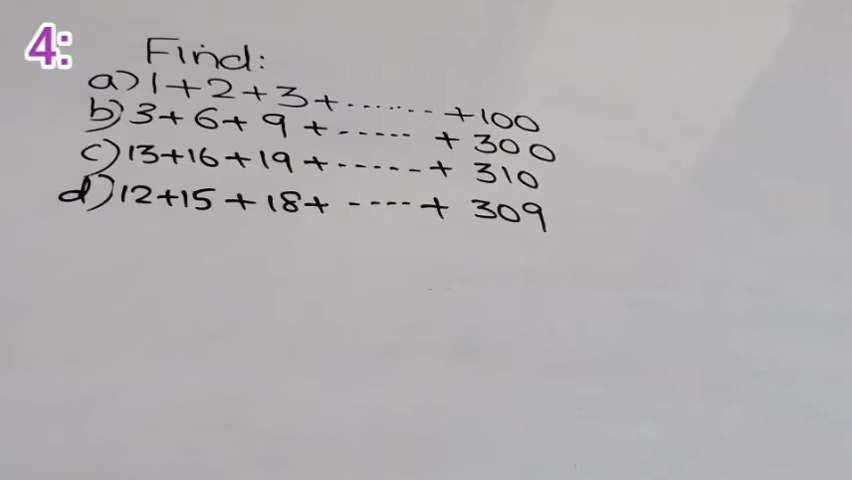 4:
Find:
a) 1+2+3+........+100
b) 3+6+9+......+300
c) 13+16+19+......+310
d) 12+15+18+....+309